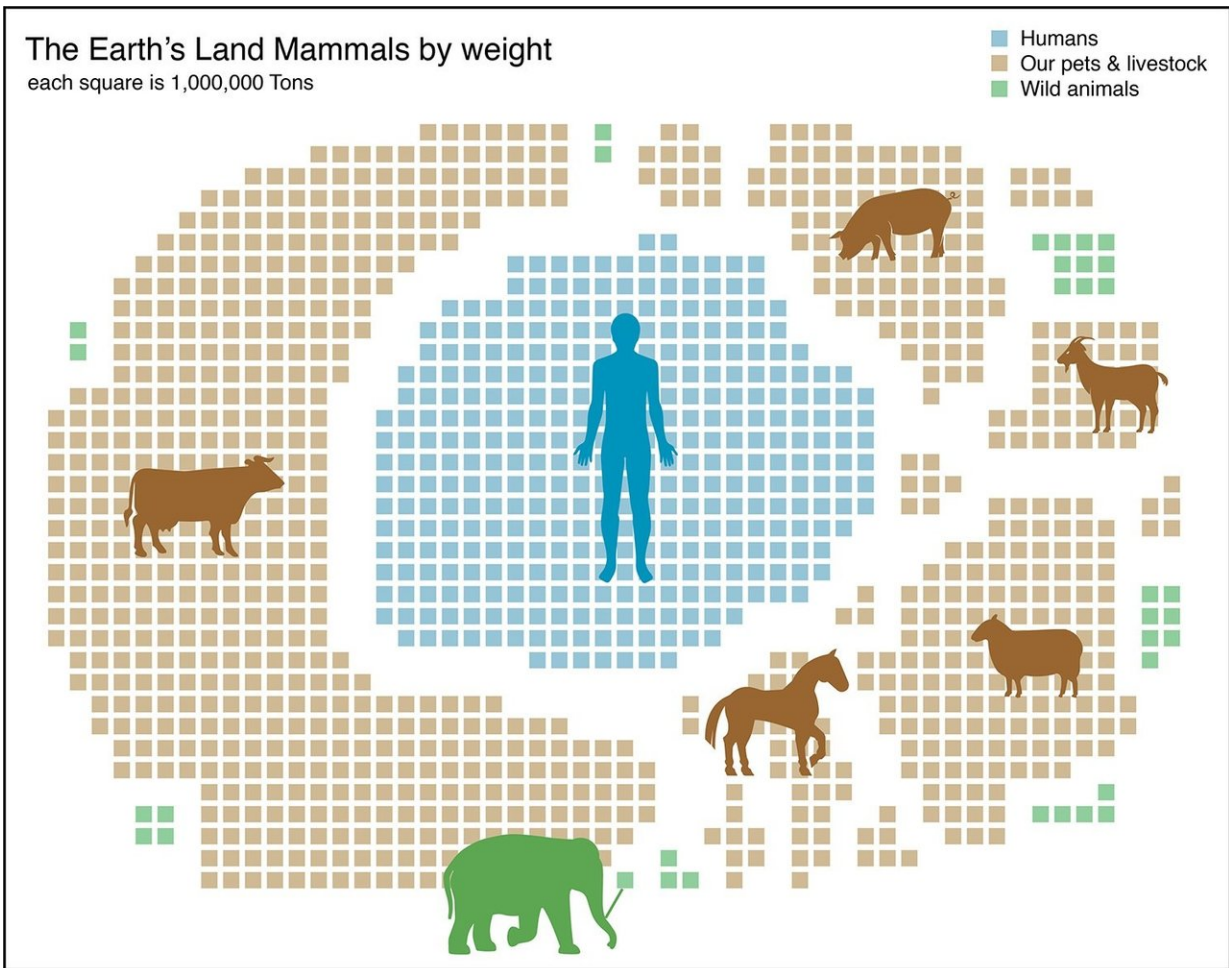 The Earth's Land Mammals by weight
each square is 1,000,000 Tons
Humans
Our pets & livestock
Wild animals